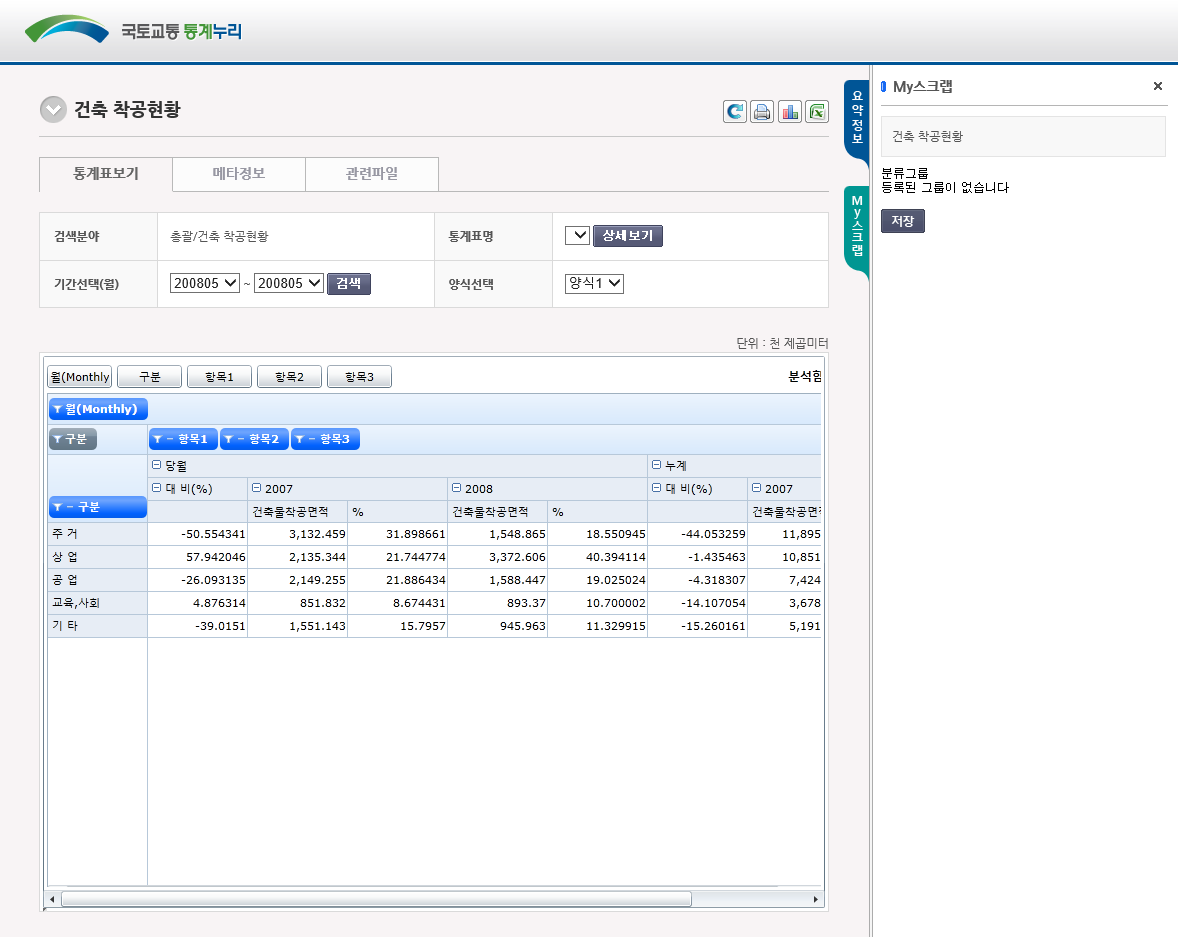 국토교통 통계누리
건축 착공현황
통계표보기 메타정보 관련파일
검색분야 총괄/건축 착공현황 통계표명 상세보기
기간선택(월) 200805 ~ 200805 검색 양식선택 양식1
단위 : 천 제곱미터
월(Monthly 구분 항목1 항목2 항목3 분석함
월(Monthly)
구분 항목1 항목2 항목3
당월 누계
대 비(%) 2007 2008 대 비(%) 2007
구분 건축물착공면적 % 건축물착공면적 % 건축물착공면
주 거 -50.554341 3,132.459 31.898661 1,548.865 18.550945 -44.053259 11,895
상 업 57.942046 2,135.344 21.744774 3,372.606 40.394114 -1.435463 10,851
공 업 -26.093135 2,149.255 21.886434 1,588.447 19.025024 -4.318307 7,424
교육,사회 4.876314 851.832 8.674431 893.37 10.700002 -14.107054 3,678
기 타 -39.0151 1,551.143 15.7957 945.963 11.329915 -15.260161 5,191
요약정보
My스크랩
My스크랩
건축 착공현황
분류그룹
등록된 그룹이 없습니다
저장